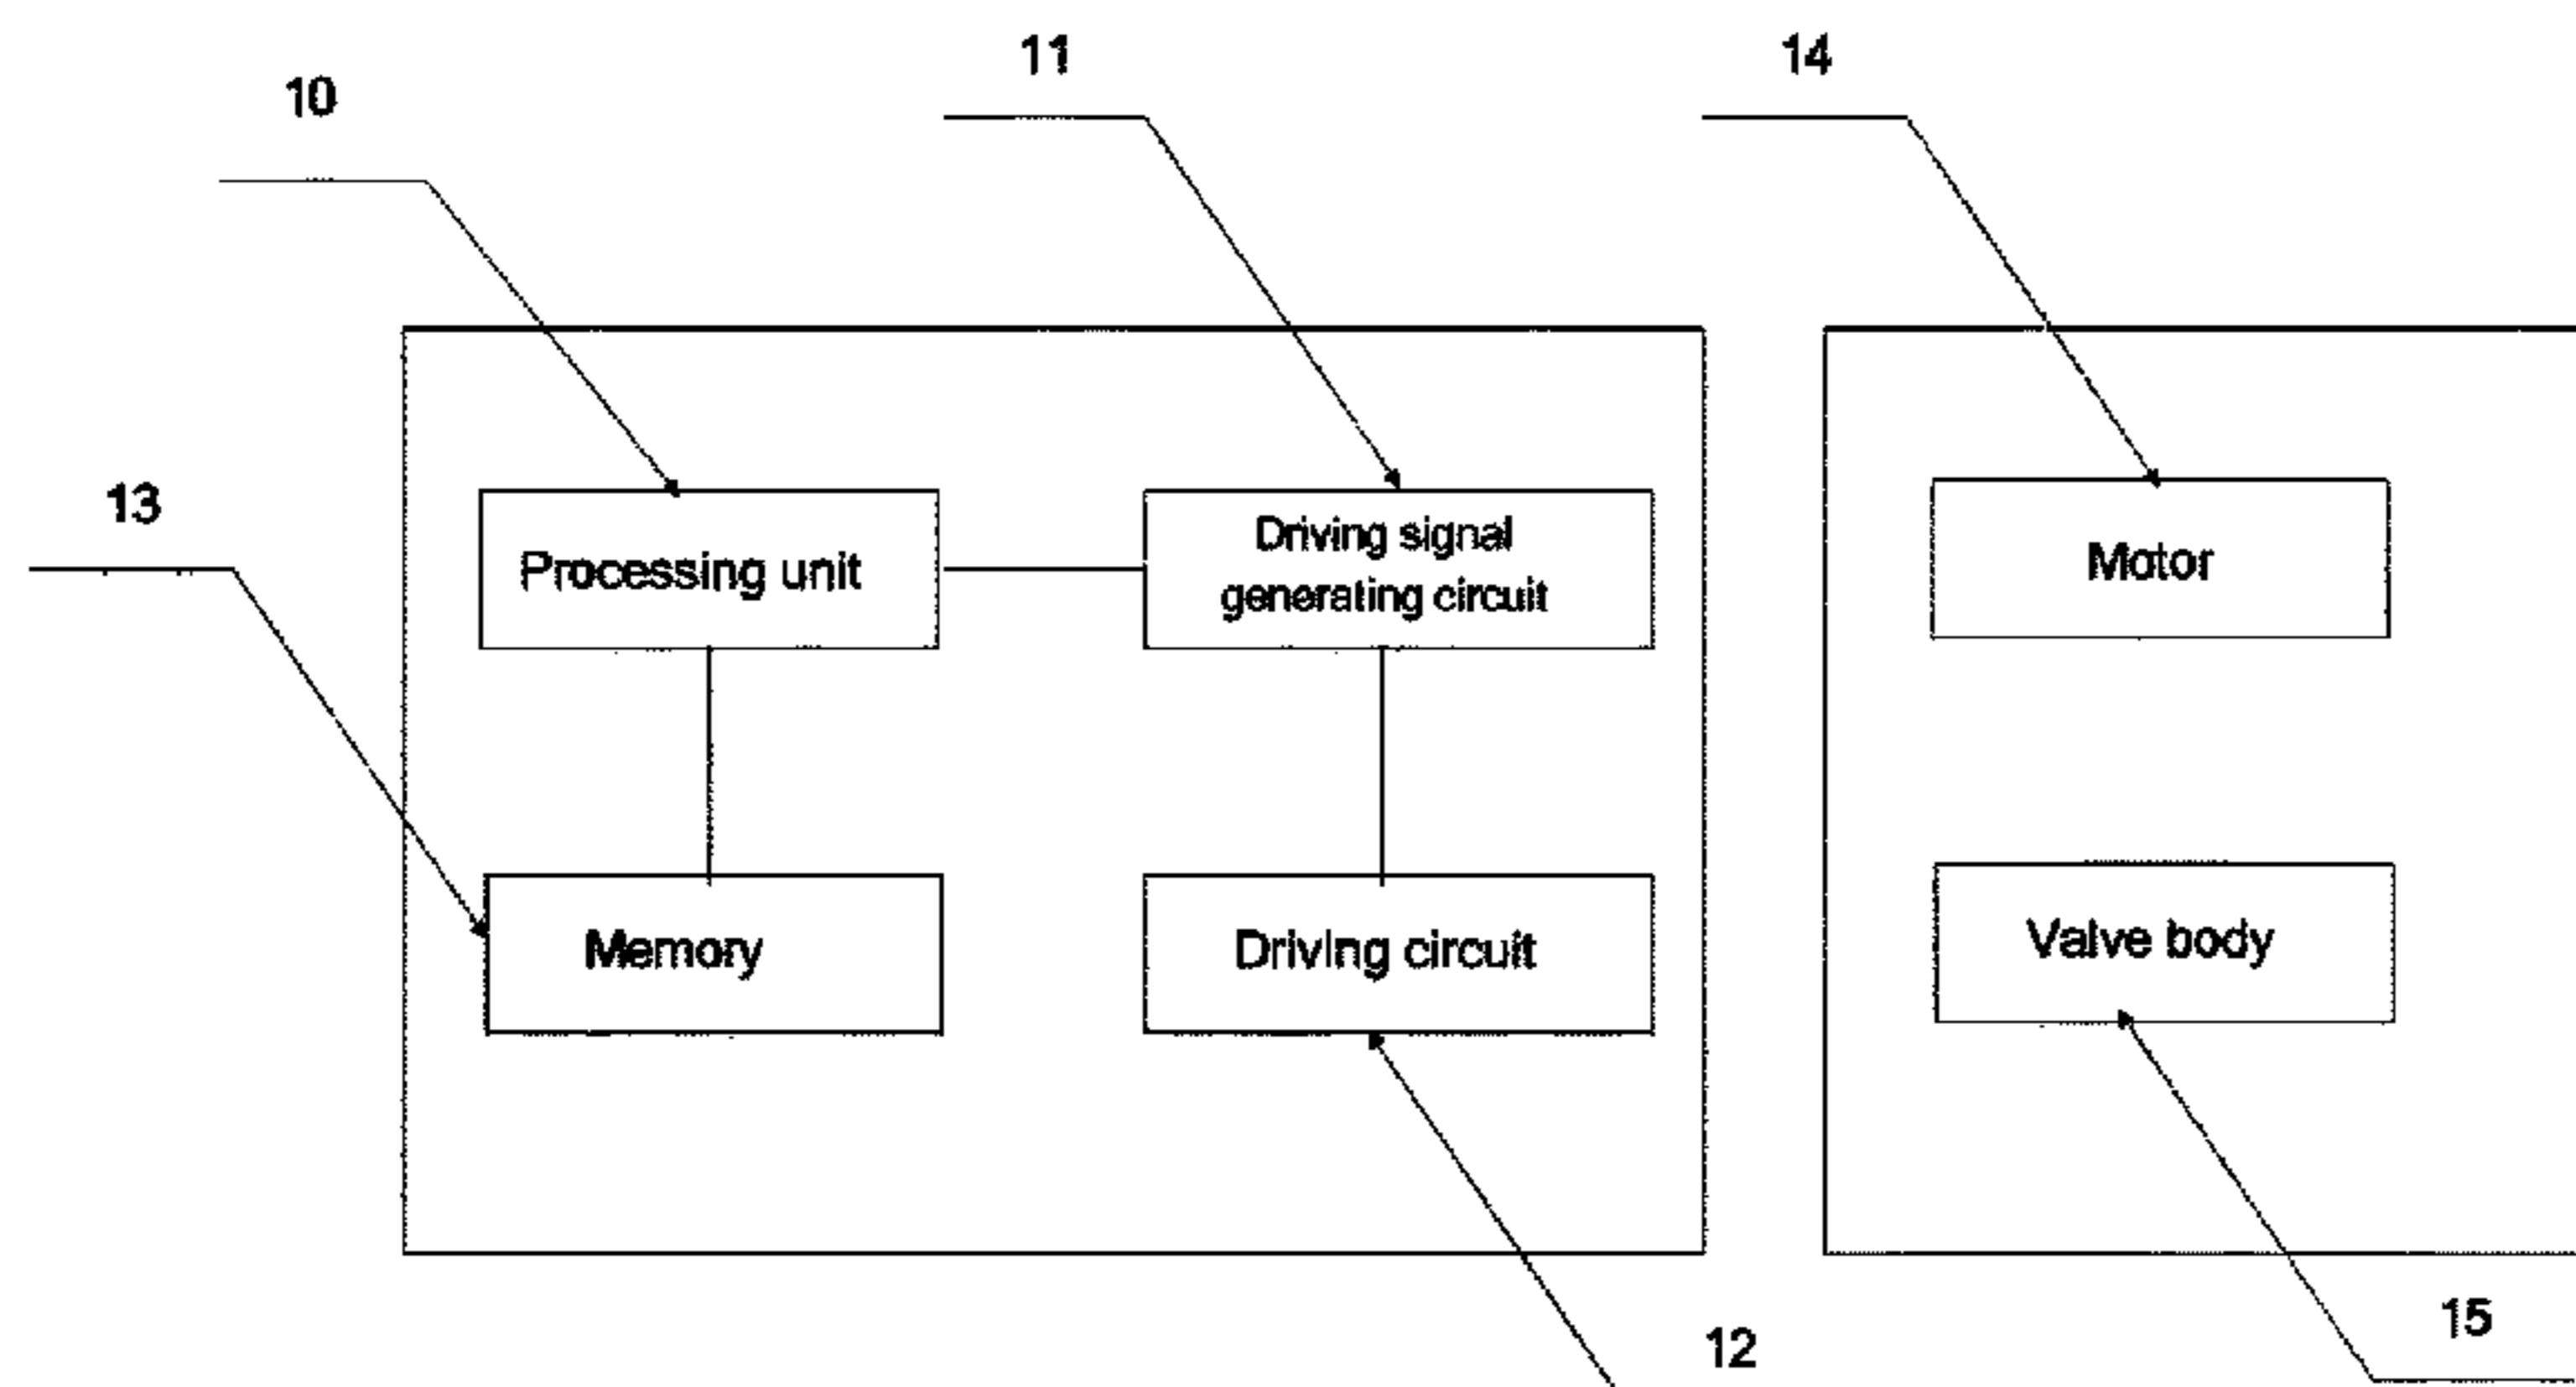 11
14
10
13
Processing unit
Driving signal
generating circuit
Motor
Memory
Driving circuit
Valve body
15
12